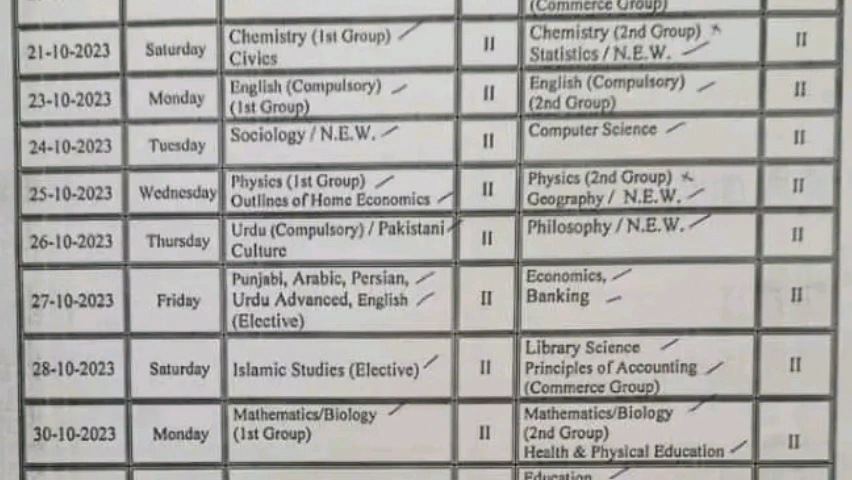 (Commerce Group)
21-10-2023 Saturday Chemistry (1st Group) II Chemistry (2nd Group) II
Civics Statistics / N.E.W.
23-10-2023 Monday English (Compulsory) II English (Compulsory) II
(1st Group) (2nd Group)
24-10-2023 Tuesday Sociology / N.E.W. II Computer Science II
25-10-2023 Wednesday Physics (1st Group) II Physics (2nd Group) II
Outlines of Home Economics Geography / N.E.W.
26-10-2023 Thursday Urdu (Compulsory) / Pakistani II Philosophy / N.E.W. II
Culture
27-10-2023 Friday Punjabi, Arabic, Persian, II Economics, II
Urdu Advanced, English Banking
(Elective)
28-10-2023 Saturday Islamic Studies (Elective) II Library Science II
Principles of Accounting
(Commerce Group)
30-10-2023 Monday Mathematics/Biology II Mathematics/Biology II
(1st Group) (2nd Group)
Health & Physical Education
Education